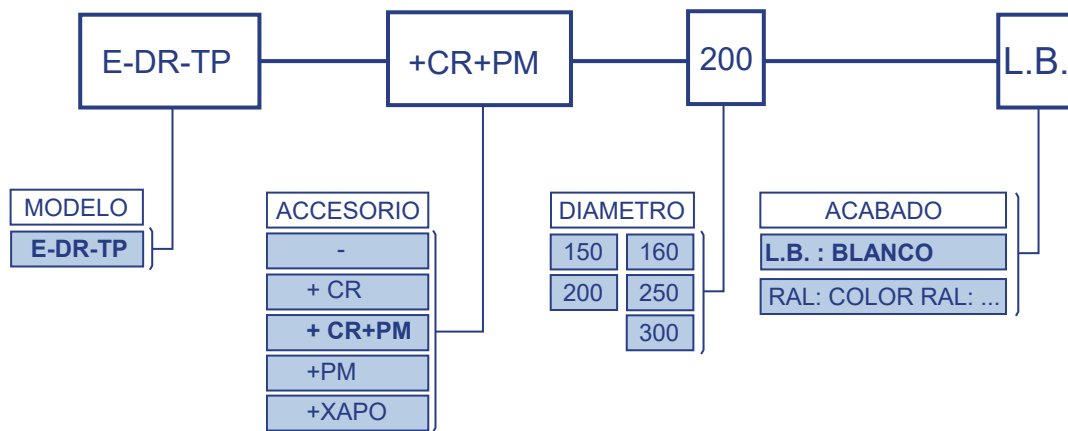 E-DR-TP
+CR+PM
200
L.B.
MODELO
E-DR-TP
ACCESORIO
-
+ CR
+ CR+PM
+PM
+XAPO
DIAMETRO
150 160
200 250
300
ACABADO
L.B. : BLANCO
RAL: COLOR RAL: ...